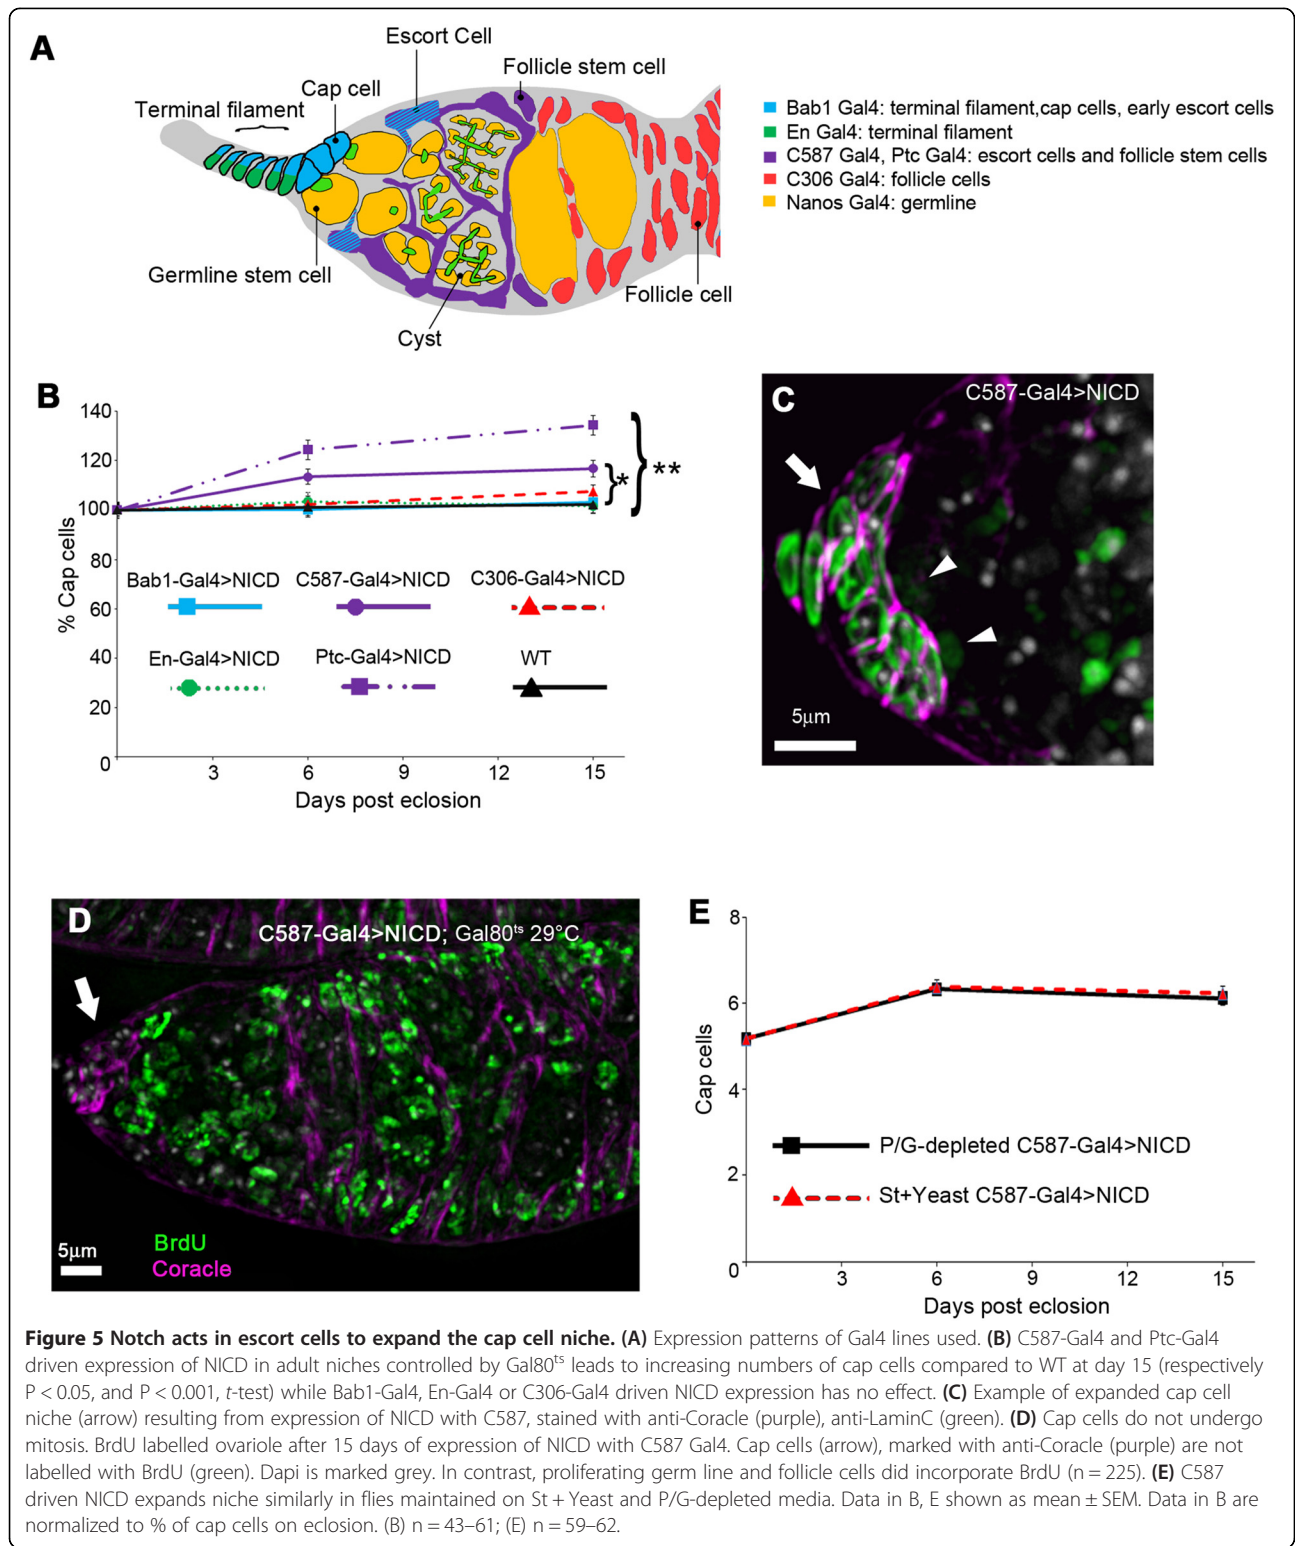 A
Escort Cell
Follicle stem cell
Cap cell
Terminal filament
Germline stem cell
Cyst
Follicle cell
Bab1 Gal4: terminal filament,cap cells, early escort cells
En Gal4: terminal filament
C587 Gal4, Ptc Gal4: escort cells and follicle stem cells
C306 Gal4: follicle cells
Nanos Gal4: germline
B
140
120
100
80
60
40
20
0
% Cap cells
*
**
Bab1-Gal4>NICD
C587-Gal4>NICD
C306-Gal4>NICD
En-Gal4>NICD
Ptc-Gal4>NICD
WT
3 6 9 12 15
Days post eclosion
C
C587-Gal4>NICD
5µm
D
C587-Gal4>NICD; Gal80ts 29°C
BrdU
Coracle
5µm
E
8
6
4
2
0
Cap cells
P/G-depleted C587-Gal4>NICD
St+Yeast C587-Gal4>NICD
3 6 9 12 15
Days post eclosion
Figure 5 Notch acts in escort cells to expand the cap cell niche. (A) Expression patterns of Gal4 lines used. (B) C587-Gal4 and Ptc-Gal4
driven expression of NICD in adult niches controlled by Gal80ts leads to increasing numbers of cap cells compared to WT at day 15 (respectively
P < 0.05, and P < 0.001, t-test) while Bab1-Gal4, En-Gal4 or C306-Gal4 driven NICD expression has no effect. (C) Example of expanded cap cell
niche (arrow) resulting from expression of NICD with C587, stained with anti-Coracle (purple), anti-LaminC (green). (D) Cap cells do not undergo
mitosis. BrdU labelled ovariole after 15 days of expression of NICD with C587 Gal4. Cap cells (arrow), marked with anti-Coracle (purple) are not
labelled with BrdU (green). Dapi is marked grey. In contrast, proliferating germ line and follicle cells did incorporate BrdU (n = 225). (E) C587
driven NICD expands niche similarly in flies maintained on St + Yeast and P/G-depleted media. Data in B, E shown as mean ± SEM. Data in B are
normalized to % of cap cells on eclosion. (B) n = 43–61; (E) n = 59–62.